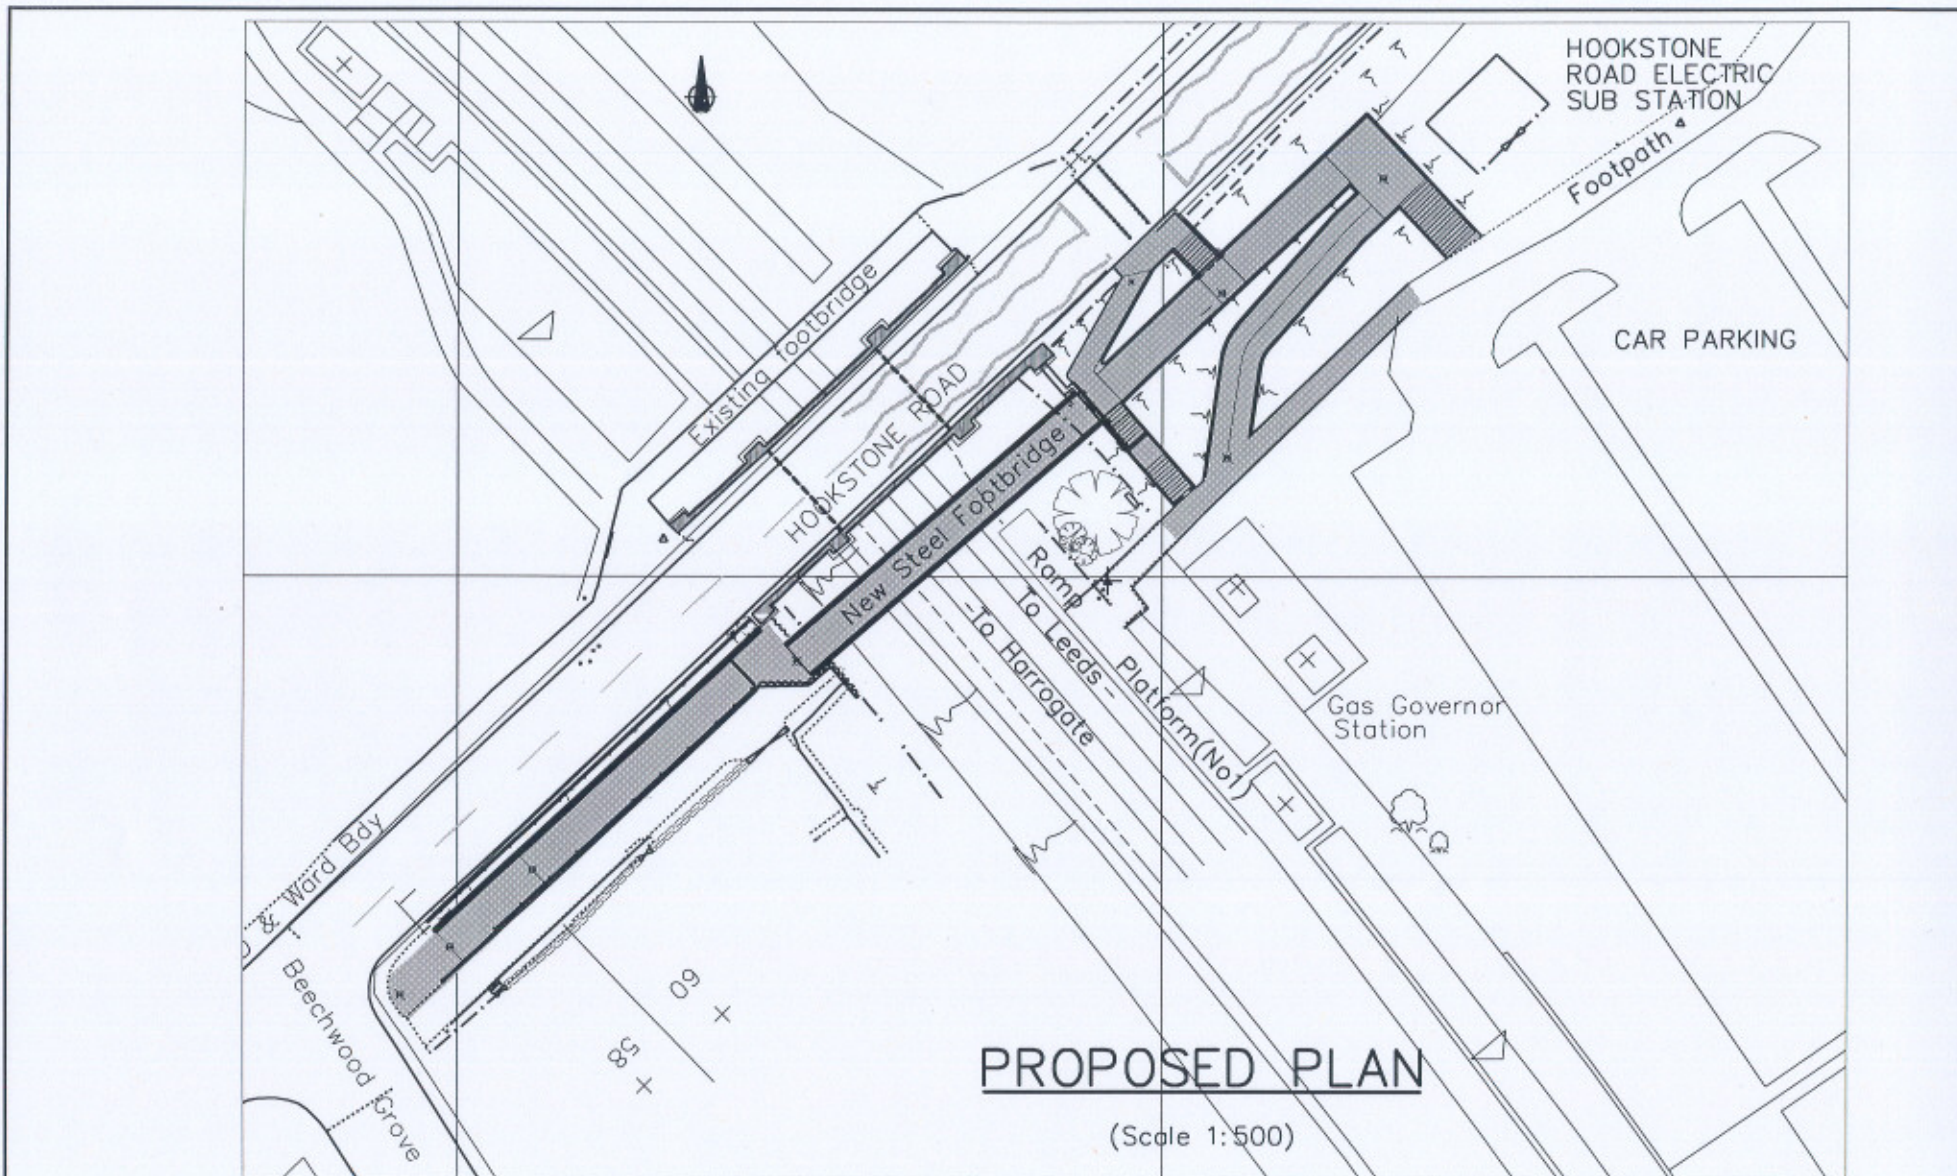 HOOKSTONE
ROAD ELECTRIC
SUB STATION
Footpath
CAR PARKING
Existing footbridge
HOOKSTONE ROAD
New Steel Footbridge
Ramp
To Leeds
To Harrogate
Platform(No1)
Gas Governor
Station
& Ward Bdy
Beechwood Grove
60
58
PROPOSED PLAN
(Scale 1:500)